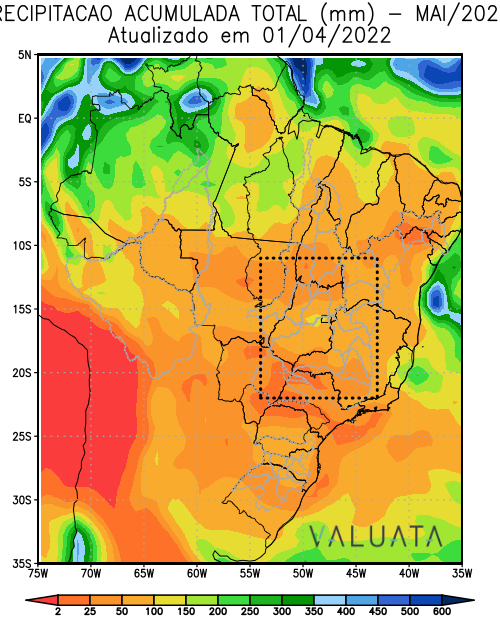 RECIPITACAO ACUMULADA TOTAL (mm) – MAI/202
Atualizado em 01/04/2022
5N
EQ
5S
10S
15S
20S
25S
30S
35S
VALUATA
75W 70W 65W 60W 55W 50W 45W 40W 35W
2 25 50 100 150 200 250 300 350 400 450 500 600